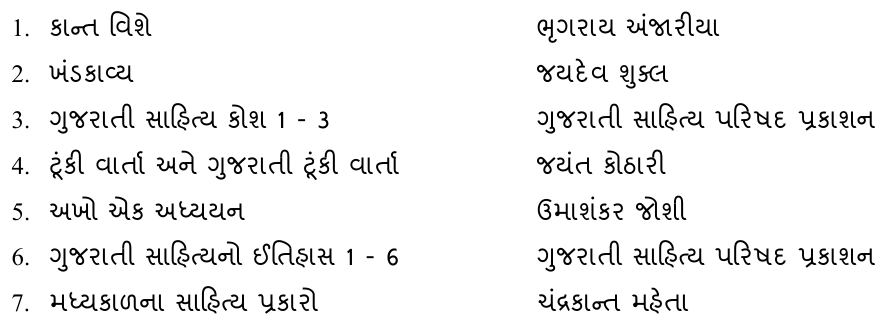 1. કાન્ત વિશે ભૃગરાય અંજારીયા
2. ખંડકાવ્ય જયદેવ શુક્લ
3. ગુજરાતી સાહિત્ય કોશ 1 - 3 ગુજરાતી સાહિત્ય પરિષદ પ્રકાશન
4. ટૂંકી વાર્તા અને ગુજરાતી ટૂંકી વાર્તા જયંત કોઠારી
5. અખો એક અધ્યયન ઉમાશંકર જોશી
6. ગુજરાતી સાહિત્યનો ઈતિહાસ 1 - 6 ગુજરાતી સાહિત્ય પરિષદ પ્રકાશન
7. મધ્યકાળના સાહિત્ય પ્રકારો ચંદ્રકાન્ત મહેતા